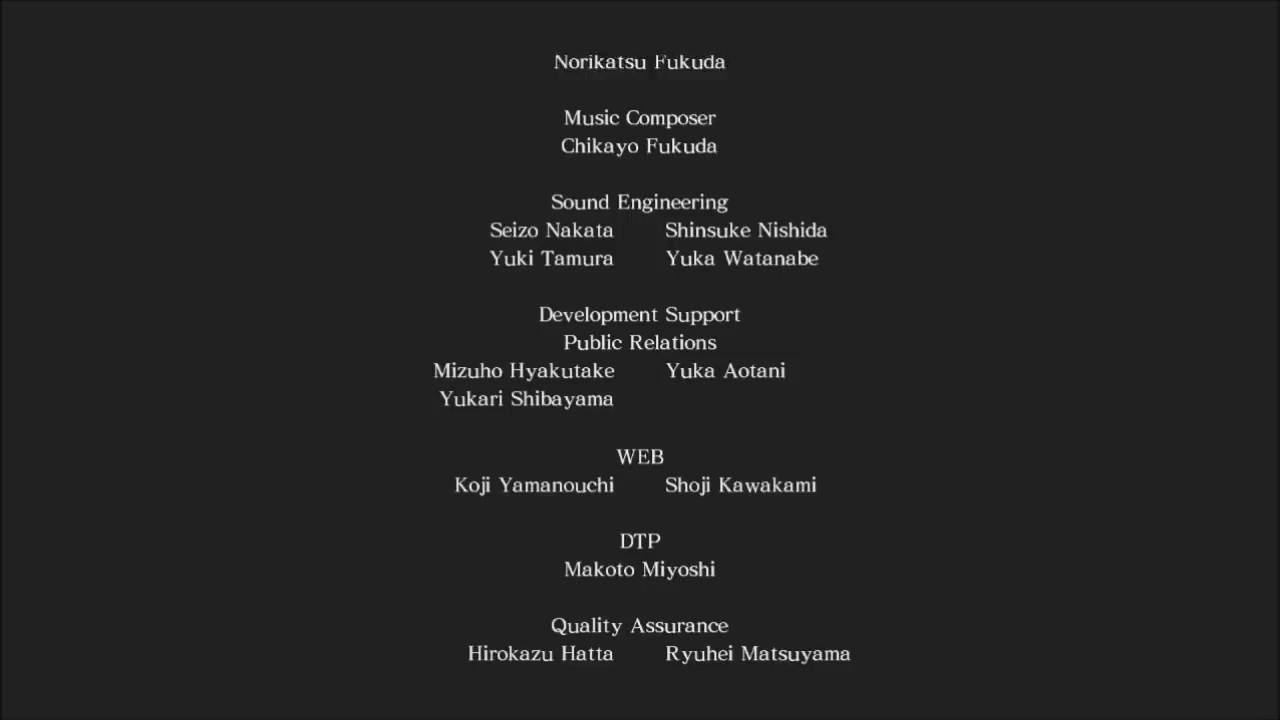 Norikatsu Fukuda
Music Composer
Chikayo Fukuda
Sound Engineering
Seizo Nakata Shinsuke Nishida
Yuki Tamura Yuka Watanabe
Development Support
Public Relations
Mizuho Hyakutake Yuka Aotani
Yukari Shibayama
WEB
Koji Yamanouchi Shoji Kawakami
DTP
Makoto Miyoshi
Quality Assurance
Hirokazu Hatta Ryuhei Matsuyama